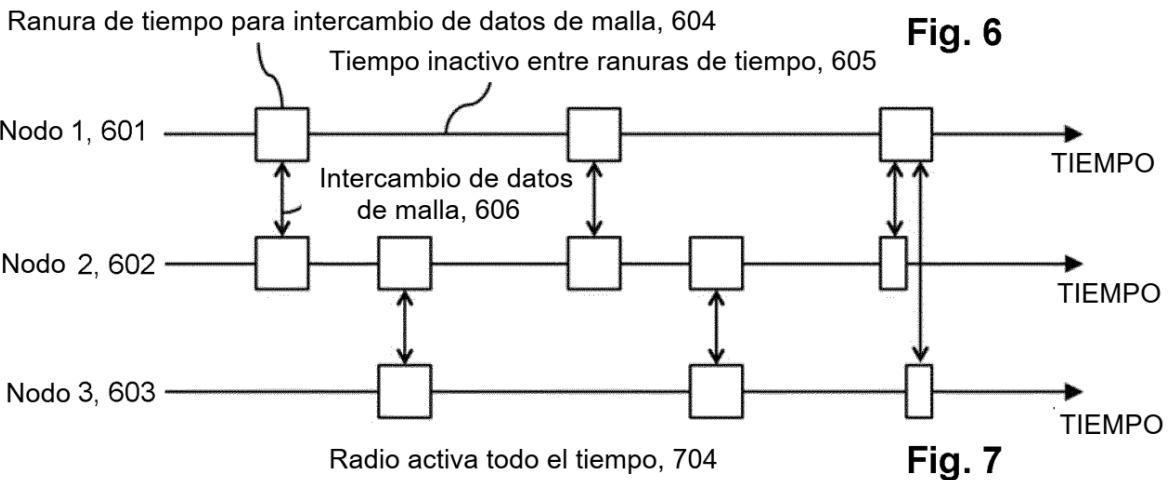 Ranura de tiempo para intercambio de datos de malla, 604
Fig. 6
Tiempo inactivo entre ranuras de tiempo, 605
Nodo 1, 601
TIEMPO
Intercambio de datos
de malla, 606
Nodo 2, 602
TIEMPO
Nodo 3, 603
TIEMPO
Radio activa todo el tiempo, 704
Fig. 7